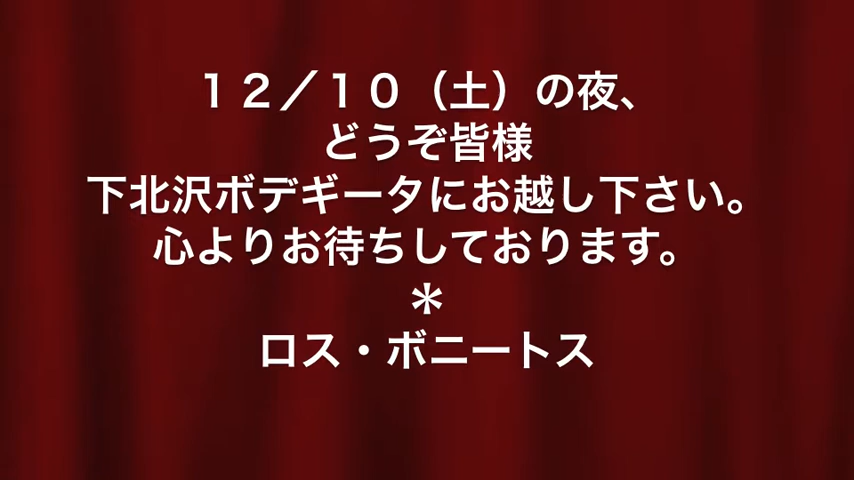 １２／１０（土）の夜、
どうぞ皆様
下北沢ボデギータにお越し下さい。
心よりお待ちしております。
＊
ロス・ボニートス